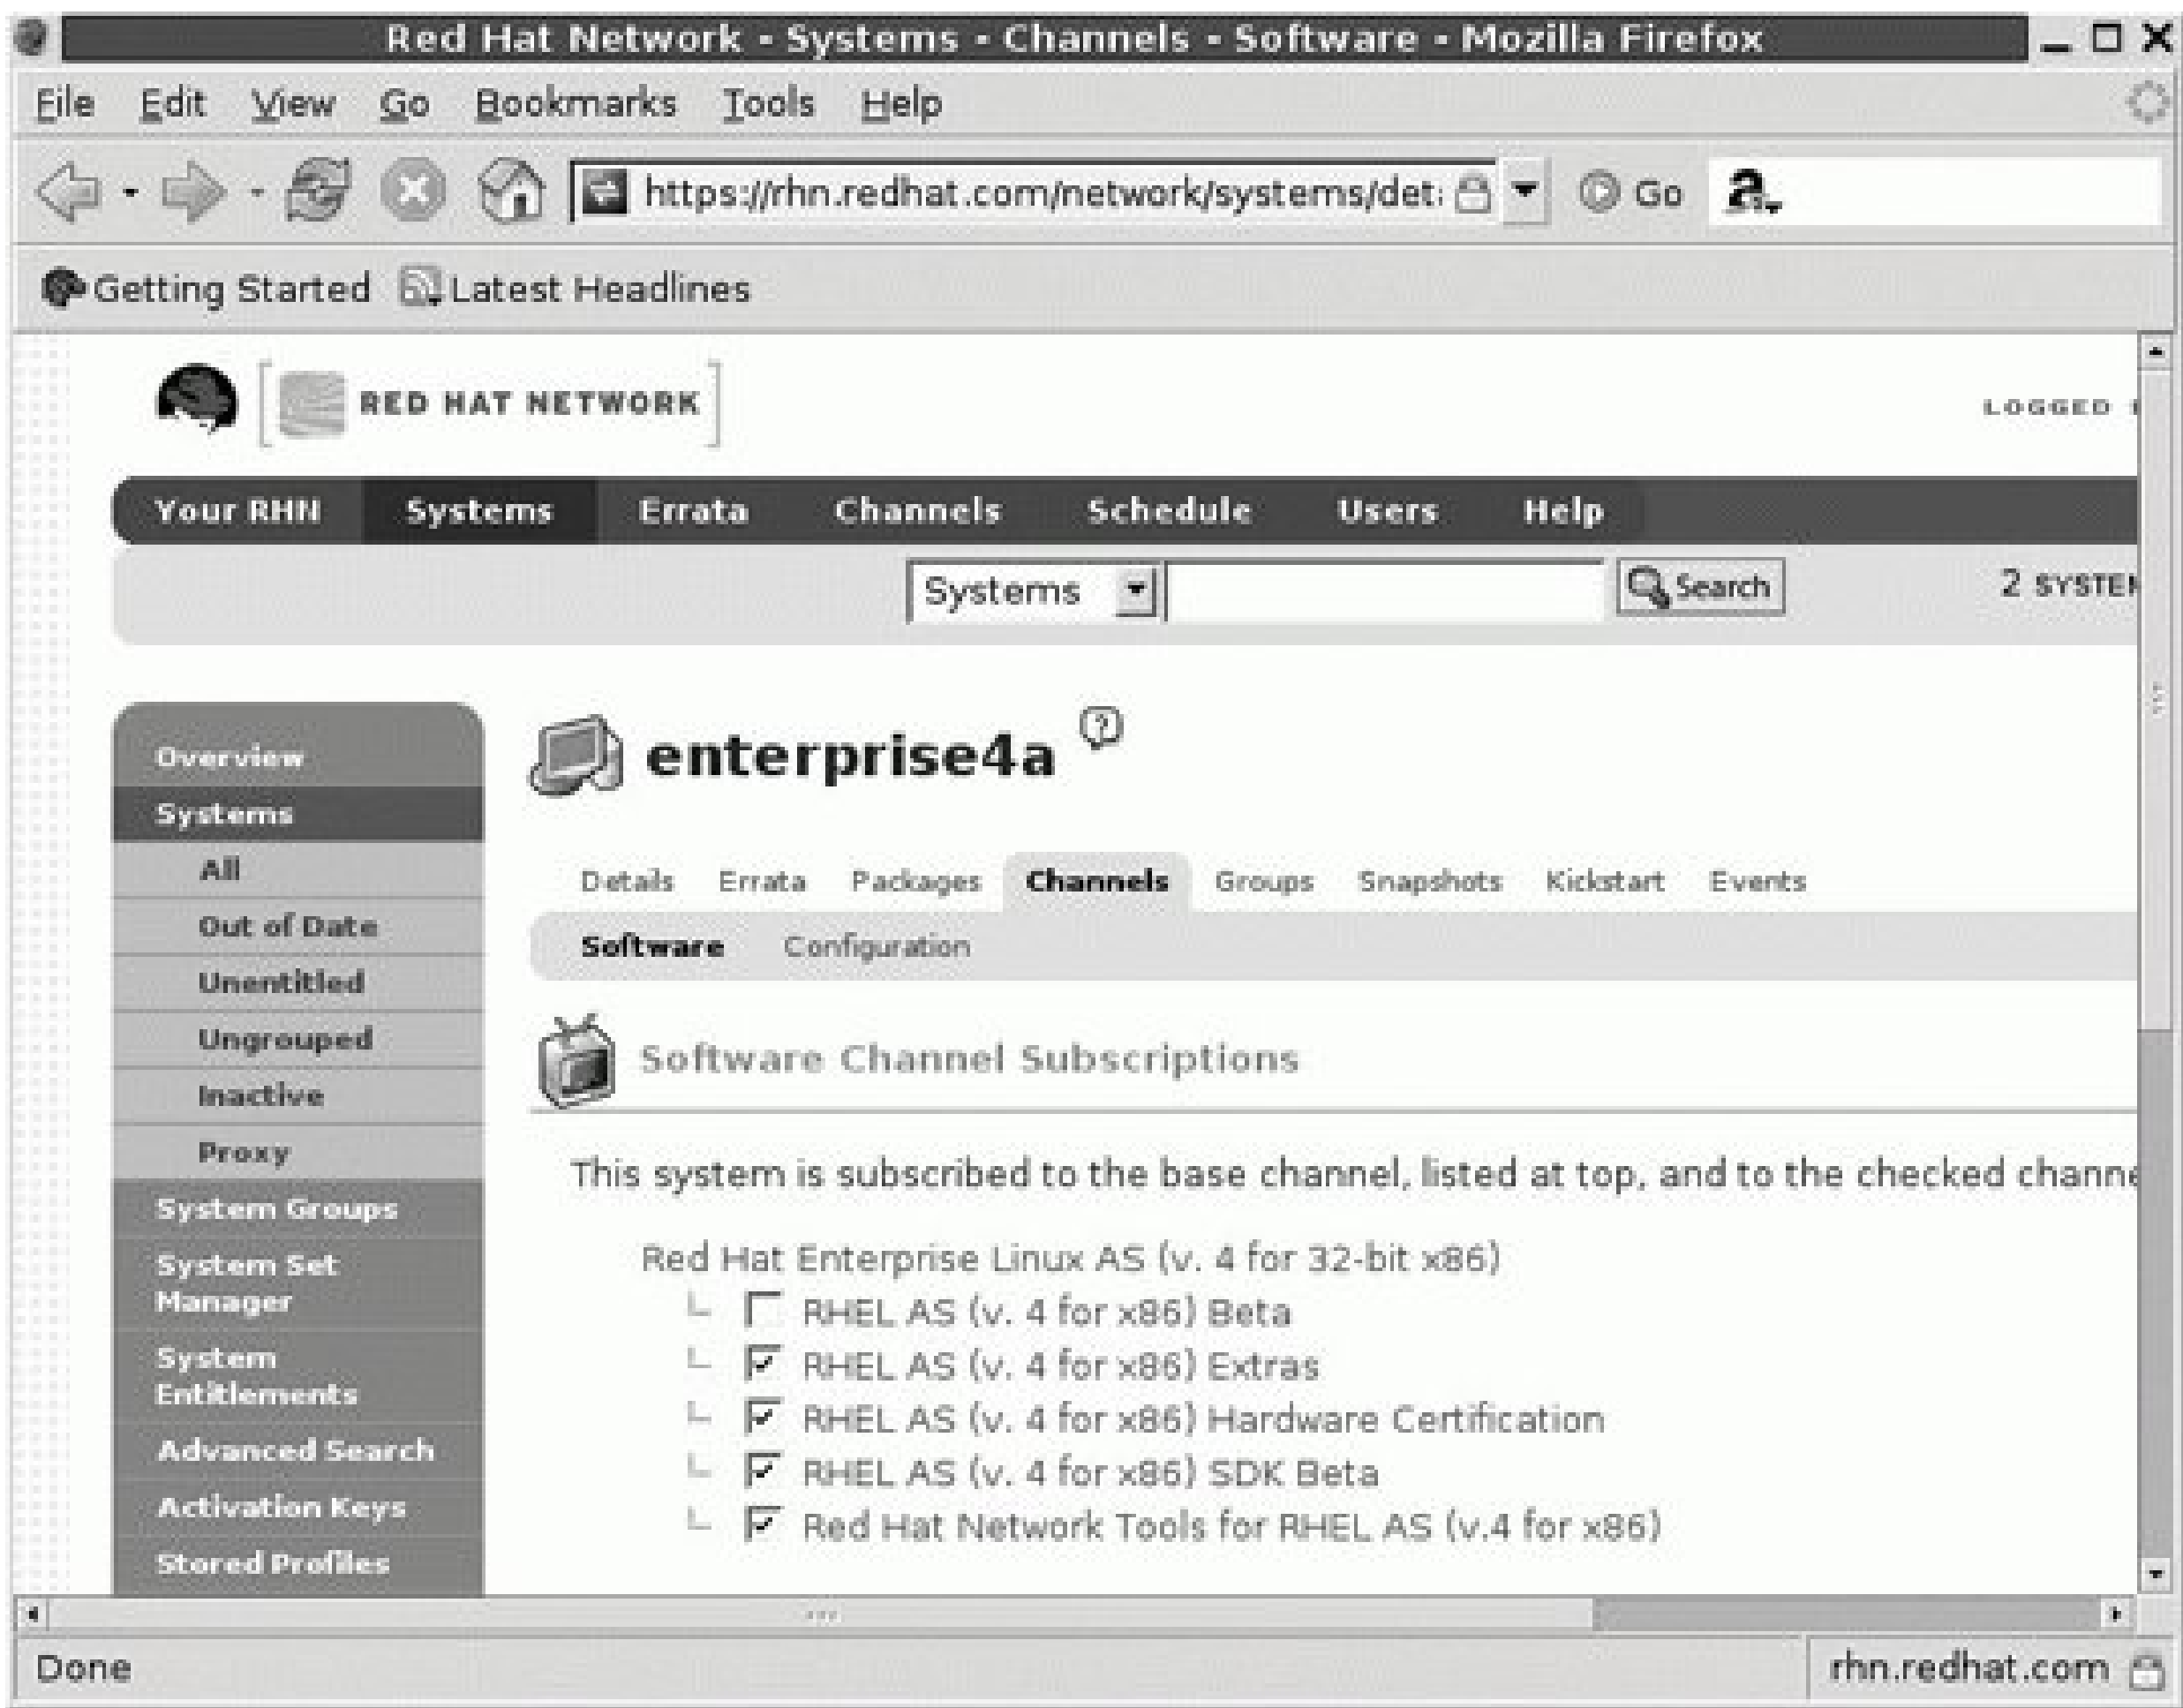 Red Hat Network - Systems - Channels - Software - Mozilla Firefox
File Edit View Go Bookmarks Tools Help
https://rhn.redhat.com/network/systems/det Go a
Getting Started Latest Headlines
RED HAT NETWORK LOGGED
Your RHN Systems Errata Channels Schedule Users Help
Systems Search 2 SYSTEM
enterprise4a ?
Overview
Systems
All
Out of Date
Unentitled
Ungrouped
Inactive
Proxy
System Groups
System Set
Manager
System
Entitlements
Advanced Search
Activation Keys
Stored Profiles
Details Errata Packages Channels Groups Snapshots Kickstart Events
Software Configuration
Software Channel Subscriptions
This system is subscribed to the base channel, listed at top, and to the checked channe
Red Hat Enterprise Linux AS (v. 4 for 32-bit x86)
RHEL AS (v. 4 for x86) Beta
RHEL AS (v. 4 for x86) Extras
RHEL AS (v. 4 for x86) Hardware Certification
RHEL AS (v. 4 for x86) SDK Beta
Red Hat Network Tools for RHEL AS (v.4 for x86)
Done rhn.redhat.com